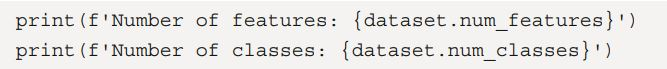 print(f'Number of features: {dataset.num_features}')
print(f'Number of classes: {dataset.num_classes}')